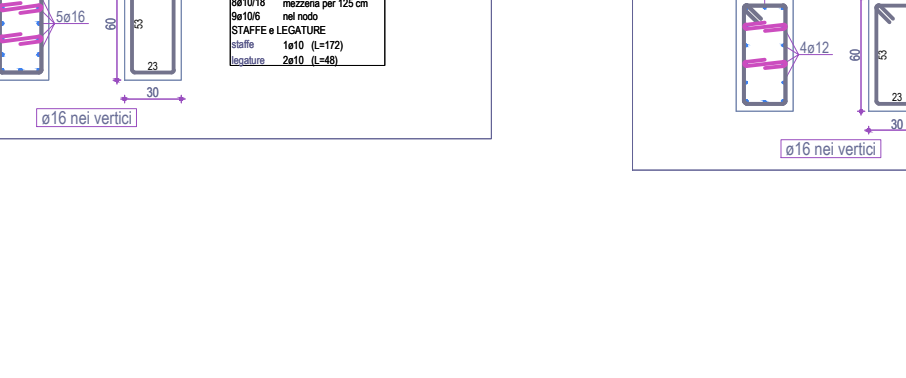 8ø10/18 mezzeria per 125 cm
9ø10/6 nel nodo
STAFFE e LEGATURE
staffe 1ø10 (L=172)
legature 2ø10 (L=48)
5ø16
60
53
23
30
ø16 nei vertici
4ø12
60
53
23
30
ø16 nei vertici